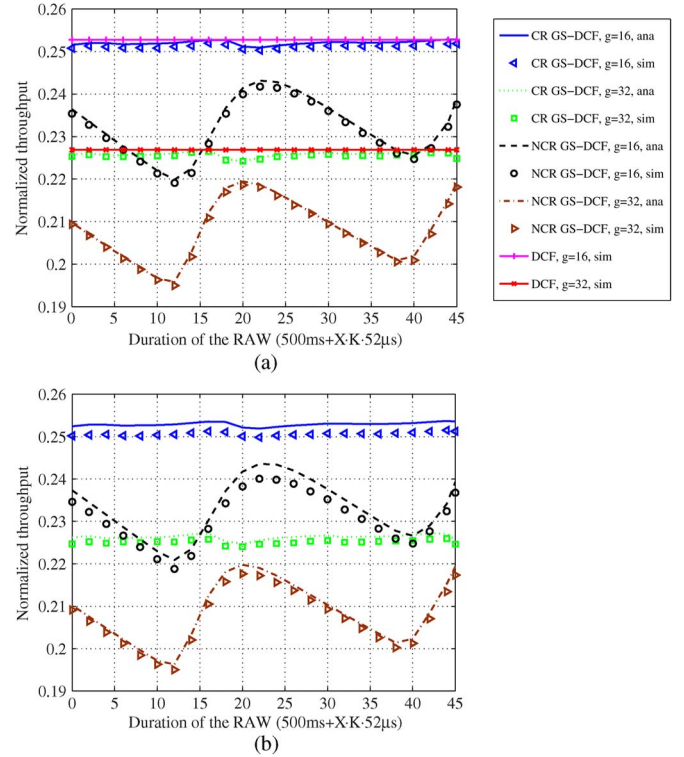 0.26
0.25
0.24
0.23
0.22
0.21
0.2
0.19
Normalized throughput
0 5 10 15 20 25 30 35 40 45
Duration of the RAW (500ms+X·K·52μs)
(a)
CR GS−DCF, g=16, ana
CR GS−DCF, g=16, sim
CR GS−DCF, g=32, ana
CR GS−DCF, g=32, sim
NCR GS−DCF, g=16, ana
NCR GS−DCF, g=16, sim
NCR GS−DCF, g=32, ana
NCR GS−DCF, g=32, sim
DCF, g=16, sim
DCF, g=32, sim
0.26
0.25
0.24
0.23
0.22
0.21
0.2
0.19
Normalized throughput
0 5 10 15 20 25 30 35 40 45
Duration of the RAW (500ms+X·K·52μs)
(b)